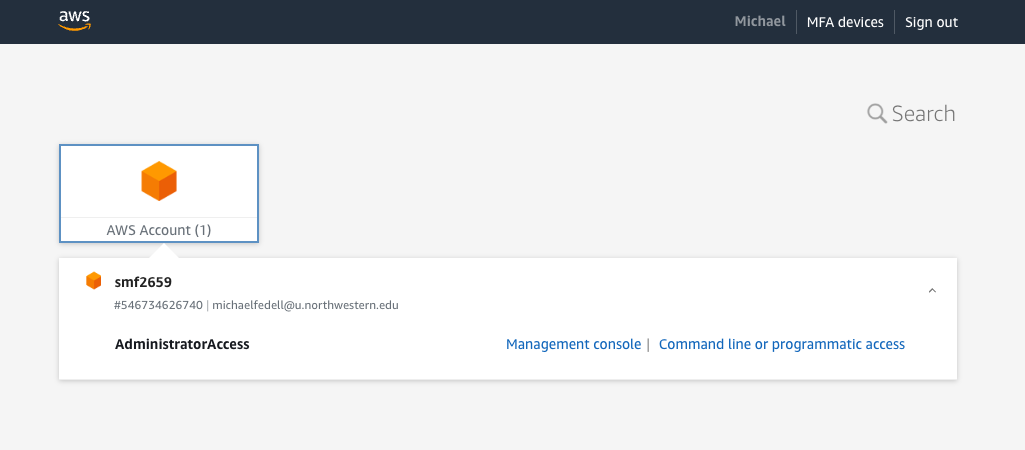 aws
Michael MFA devices Sign out
Search
AWS Account (1)
smf2659
#546734626740 | michaelfedell@u.northwestern.edu
AdministratorAccess Management console | Command line or programmatic access